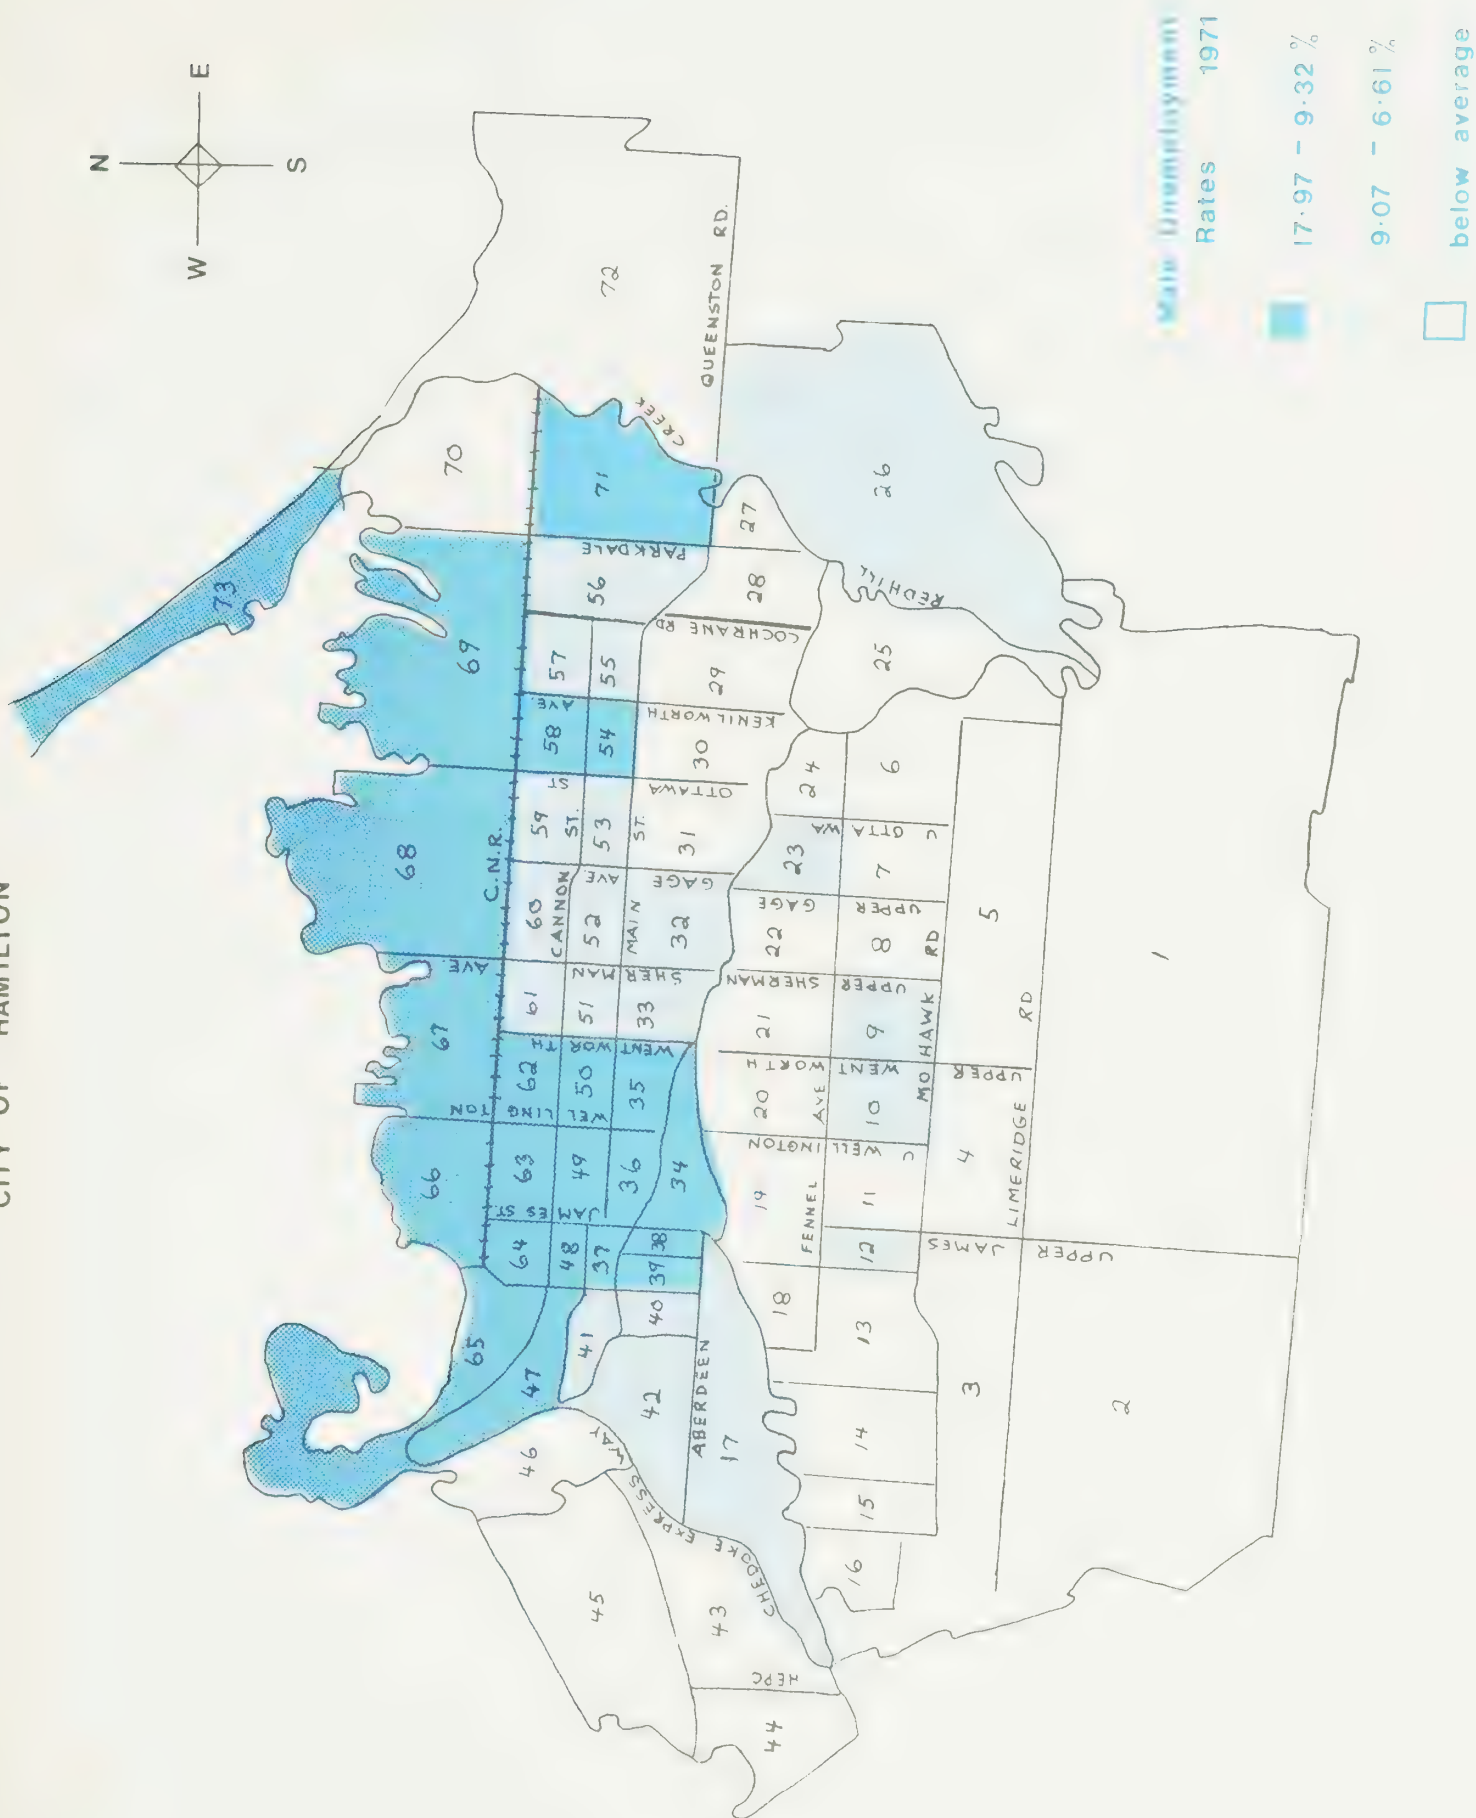 CITY OF HAMILTON
N
W
E
S
Male Unemployment
Rates 1971
17·97 - 9·32 %
9·07 - 6·61 %
below average
73
72
70
71
69
68
67
66
65
64
63
62
61
60
59
58
57
56
55
54
53
52
51
50
49
48
47
46
45
44
43
42
41
40
39
38
37
36
35
34
33
32
31
30
29
28
27
26
25
24
23
22
21
20
19
18
17
16
15
14
13
12
11
10
9
8
7
6
5
4
3
2
1
QUEENSTON RD.
CREEK
REDHILL
PARKDALE
COCHRANE RD
KENILWORTH
AVE.
OTTAWA
ST
C.N.R.
CANNON ST.
MAIN ST.
GAGE AVE
SHERMAN
AVE
WENTWORTH
WELLINGTON
JAMES ST.
ABERDEEN
CHEDOKE EXPRESS WAY
HEPC
FENNEL AVE
MOHAWK RD
LIMERIDGE RD
U OTTAWA
UPPER GAGE
UPPER SHERMAN
UPPER WENTWORTH
U WELLINGTON
UPPER JAMES